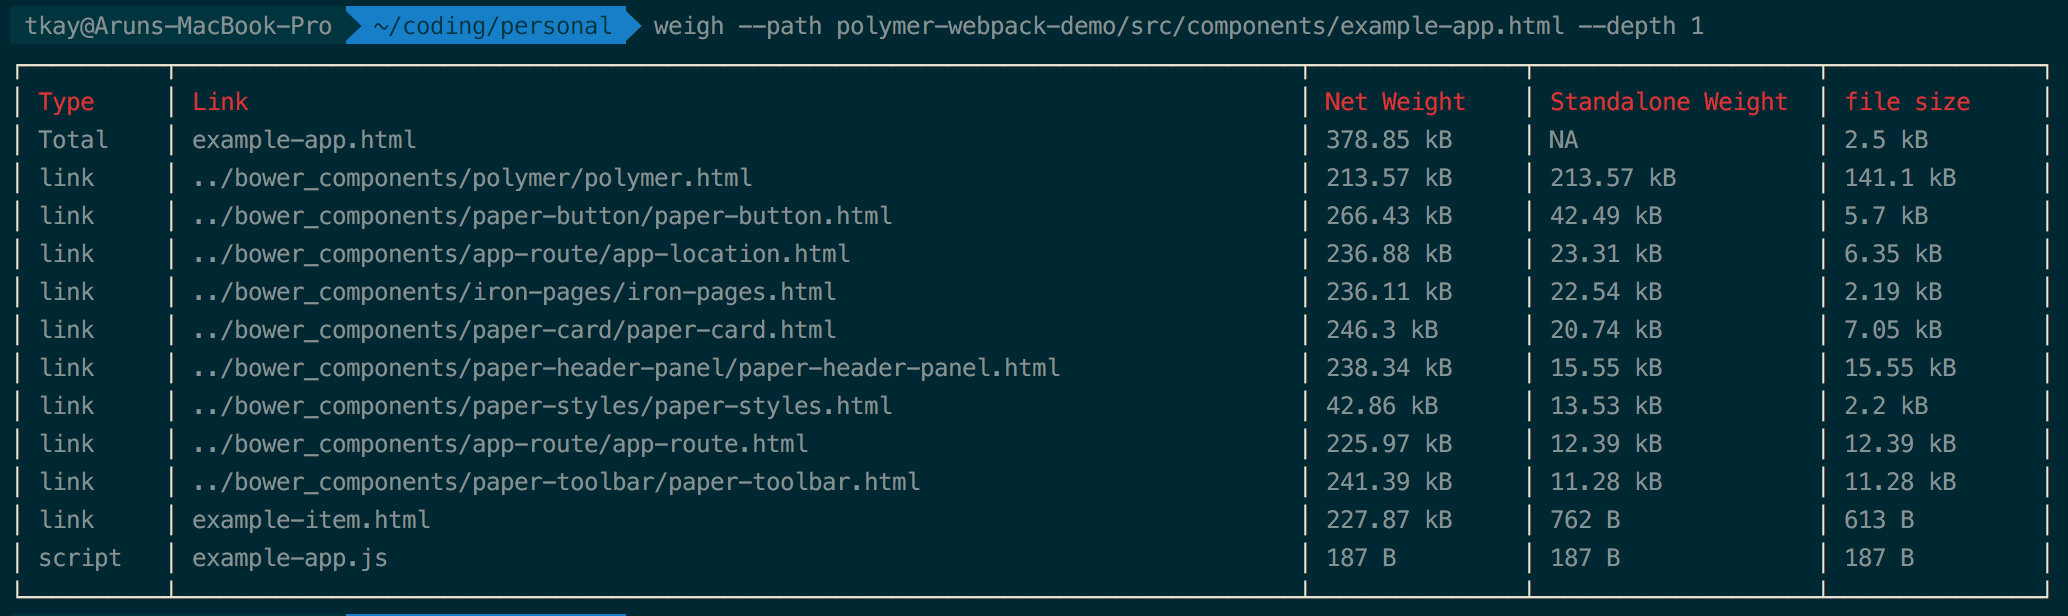 tkay@Aruns-MacBook-Pro ~/coding/personal weigh --path polymer-webpack-demo/src/components/example-app.html --depth 1
Type Link Net Weight Standalone Weight file size
Total example-app.html 378.85 kB NA 2.5 kB
link ../bower_components/polymer/polymer.html 213.57 kB 213.57 kB 141.1 kB
link ../bower_components/paper-button/paper-button.html 266.43 kB 42.49 kB 5.7 kB
link ../bower_components/app-route/app-location.html 236.88 kB 23.31 kB 6.35 kB
link ../bower_components/iron-pages/iron-pages.html 236.11 kB 22.54 kB 2.19 kB
link ../bower_components/paper-card/paper-card.html 246.3 kB 20.74 kB 7.05 kB
link ../bower_components/paper-header-panel/paper-header-panel.html 238.34 kB 15.55 kB 15.55 kB
link ../bower_components/paper-styles/paper-styles.html 42.86 kB 13.53 kB 2.2 kB
link ../bower_components/app-route/app-route.html 225.97 kB 12.39 kB 12.39 kB
link ../bower_components/paper-toolbar/paper-toolbar.html 241.39 kB 11.28 kB 11.28 kB
link example-item.html 227.87 kB 762 B 613 B
script example-app.js 187 B 187 B 187 B